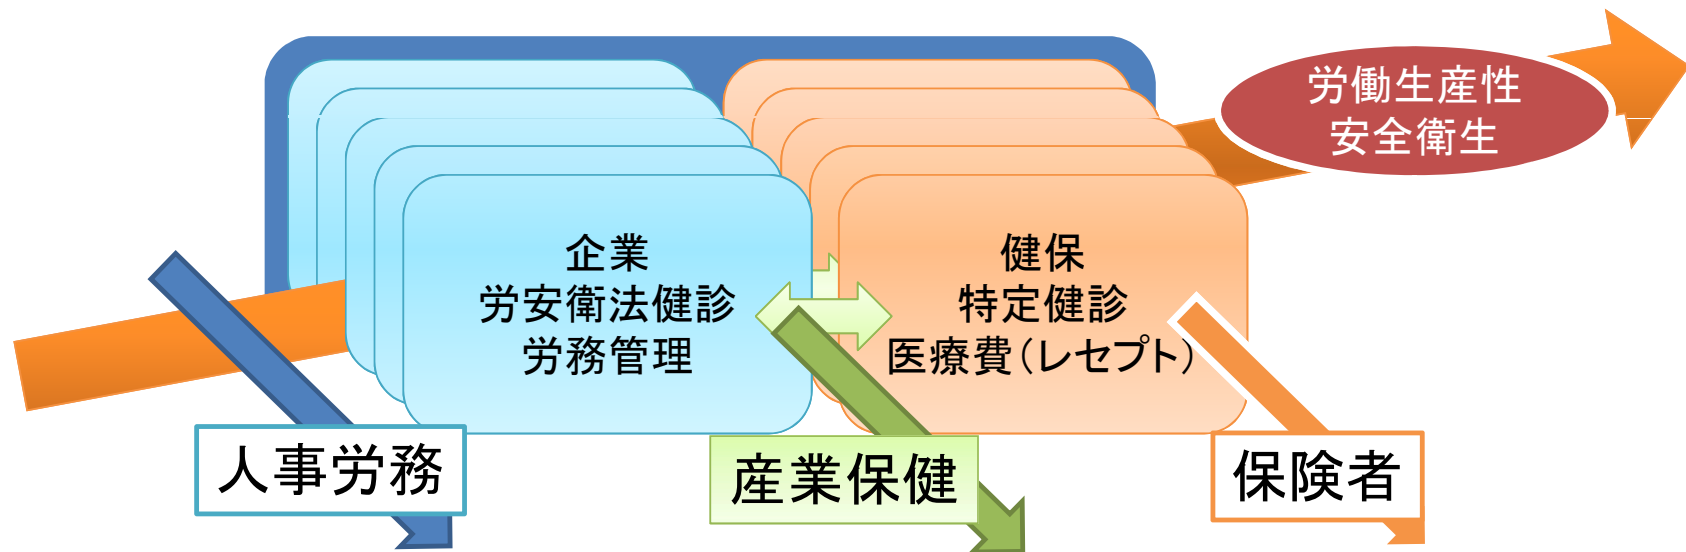 労働生産性
安全衛生
企業
労安衛法健診
労務管理
健保
特定健診
医療費（レセプト）
人事労務
産業保健
保険者